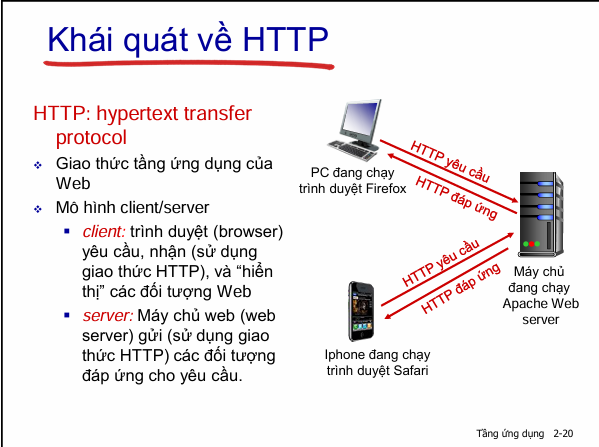 Khái quát về HTTP
HTTP: hypertext transfer
protocol
Giao thức tầng ứng dụng của
Web
Mô hình client/server
client: trình duyệt (browser)
yêu cầu, nhận (sử dụng
giao thức HTTP), và “hiển
thị” các đối tượng Web
server: Máy chủ web (web
server) gửi (sử dụng giao
thức HTTP) các đối tượng
đáp ứng cho yêu cầu.
PC đang chạy
trình duyệt Firefox
HTTP yêu cầu
HTTP đáp ứng
HTTP yêu cầu
HTTP đáp ứng
Máy chủ
đang chạy
Apache Web
server
Iphone đang chạy
trình duyệt Safari
Tầng ứng dụng 2-20